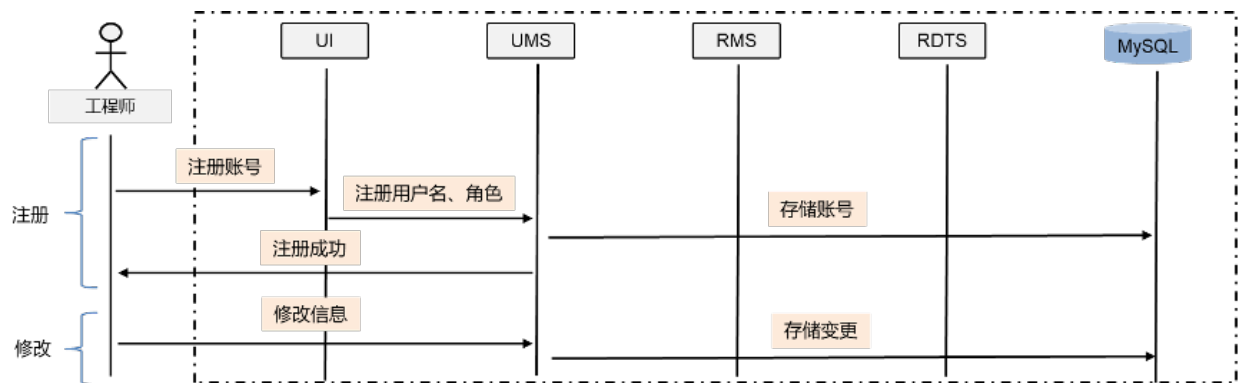 UI
UMS
RMS
RDTS
MySQL
工程师
注册账号
注册用户名、角色
注册
存储账号
注册成功
修改信息
存储变更
修改